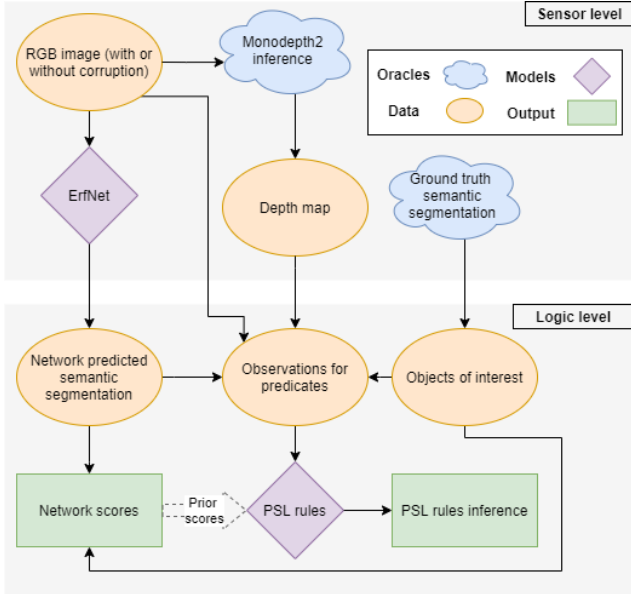 Sensor level
RGB image (with or
without corruption)
Monodepth2
inference
Oracles
Models
Data
Output
ErfNet
Depth map
Ground truth
semantic
segmentation
Logic level
Network predicted
semantic
segmentation
Observations for
predicates
Objects of interest
Network scores
Prior
scores
PSL rules
PSL rules inference